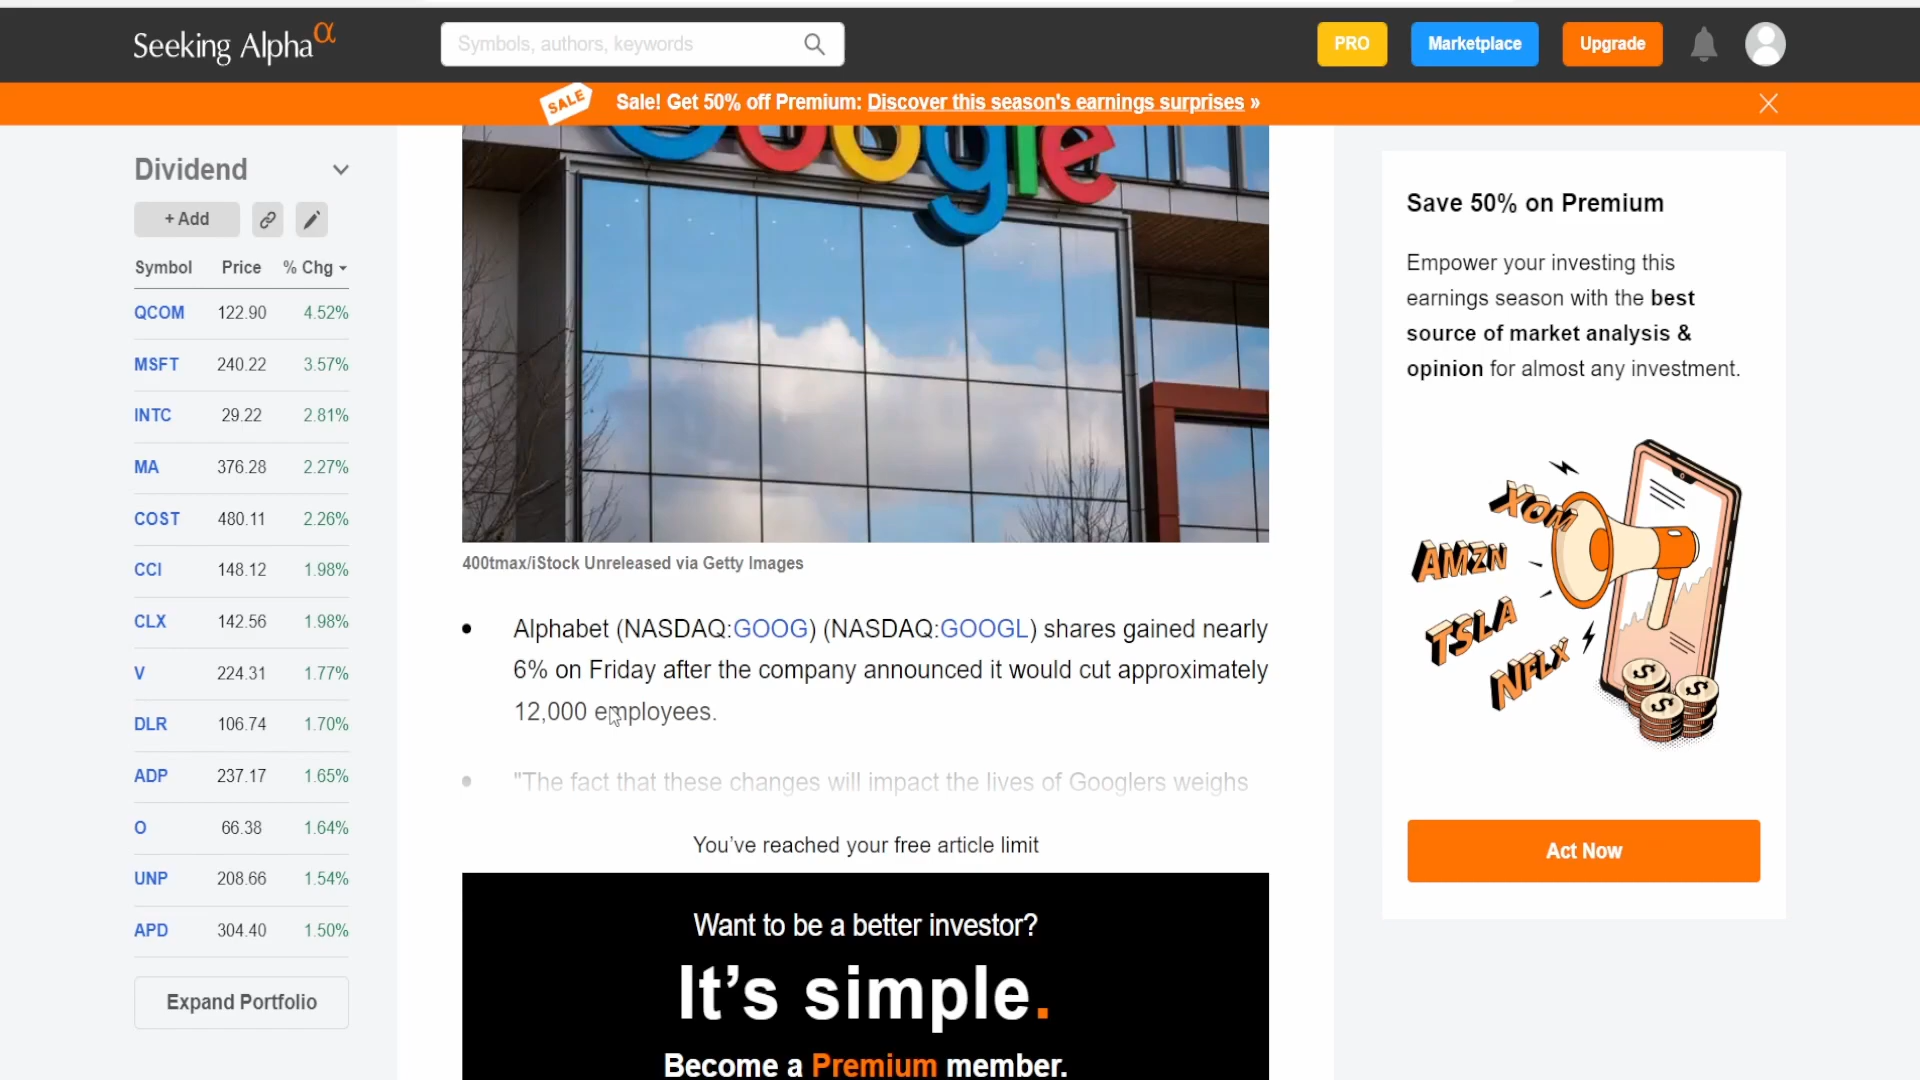 Seeking Alphaα
Symbols, authors, keywords
PRO
Marketplace
Upgrade
SALE
Sale! Get 50% off Premium: Discover this season's earnings surprises »
Dividend
+ Add
Symbol Price % Chg
QCOM 122.90 4.52%
MSFT 240.22 3.57%
INTC 29.22 2.81%
MA 376.28 2.27%
COST 480.11 2.26%
CCI 148.12 1.98%
CLX 142.56 1.98%
V 224.31 1.77%
DLR 106.74 1.70%
ADP 237.17 1.65%
O 66.38 1.64%
UNP 208.66 1.54%
APD 304.40 1.50%
Expand Portfolio
Google
400tmax/iStock Unreleased via Getty Images
Alphabet (NASDAQ:GOOG) (NASDAQ:GOOGL) shares gained nearly
6% on Friday after the company announced it would cut approximately
12,000 employees.
"The fact that these changes will impact the lives of Googlers weighs
You’ve reached your free article limit
Want to be a better investor?
It’s simple.
Become a Premium member.
Save 50% on Premium
Empower your investing this
earnings season with the best
source of market analysis &
opinion for almost any investment.
XOM
AMZN
TSLA
NFLX
$
$
$
Act Now